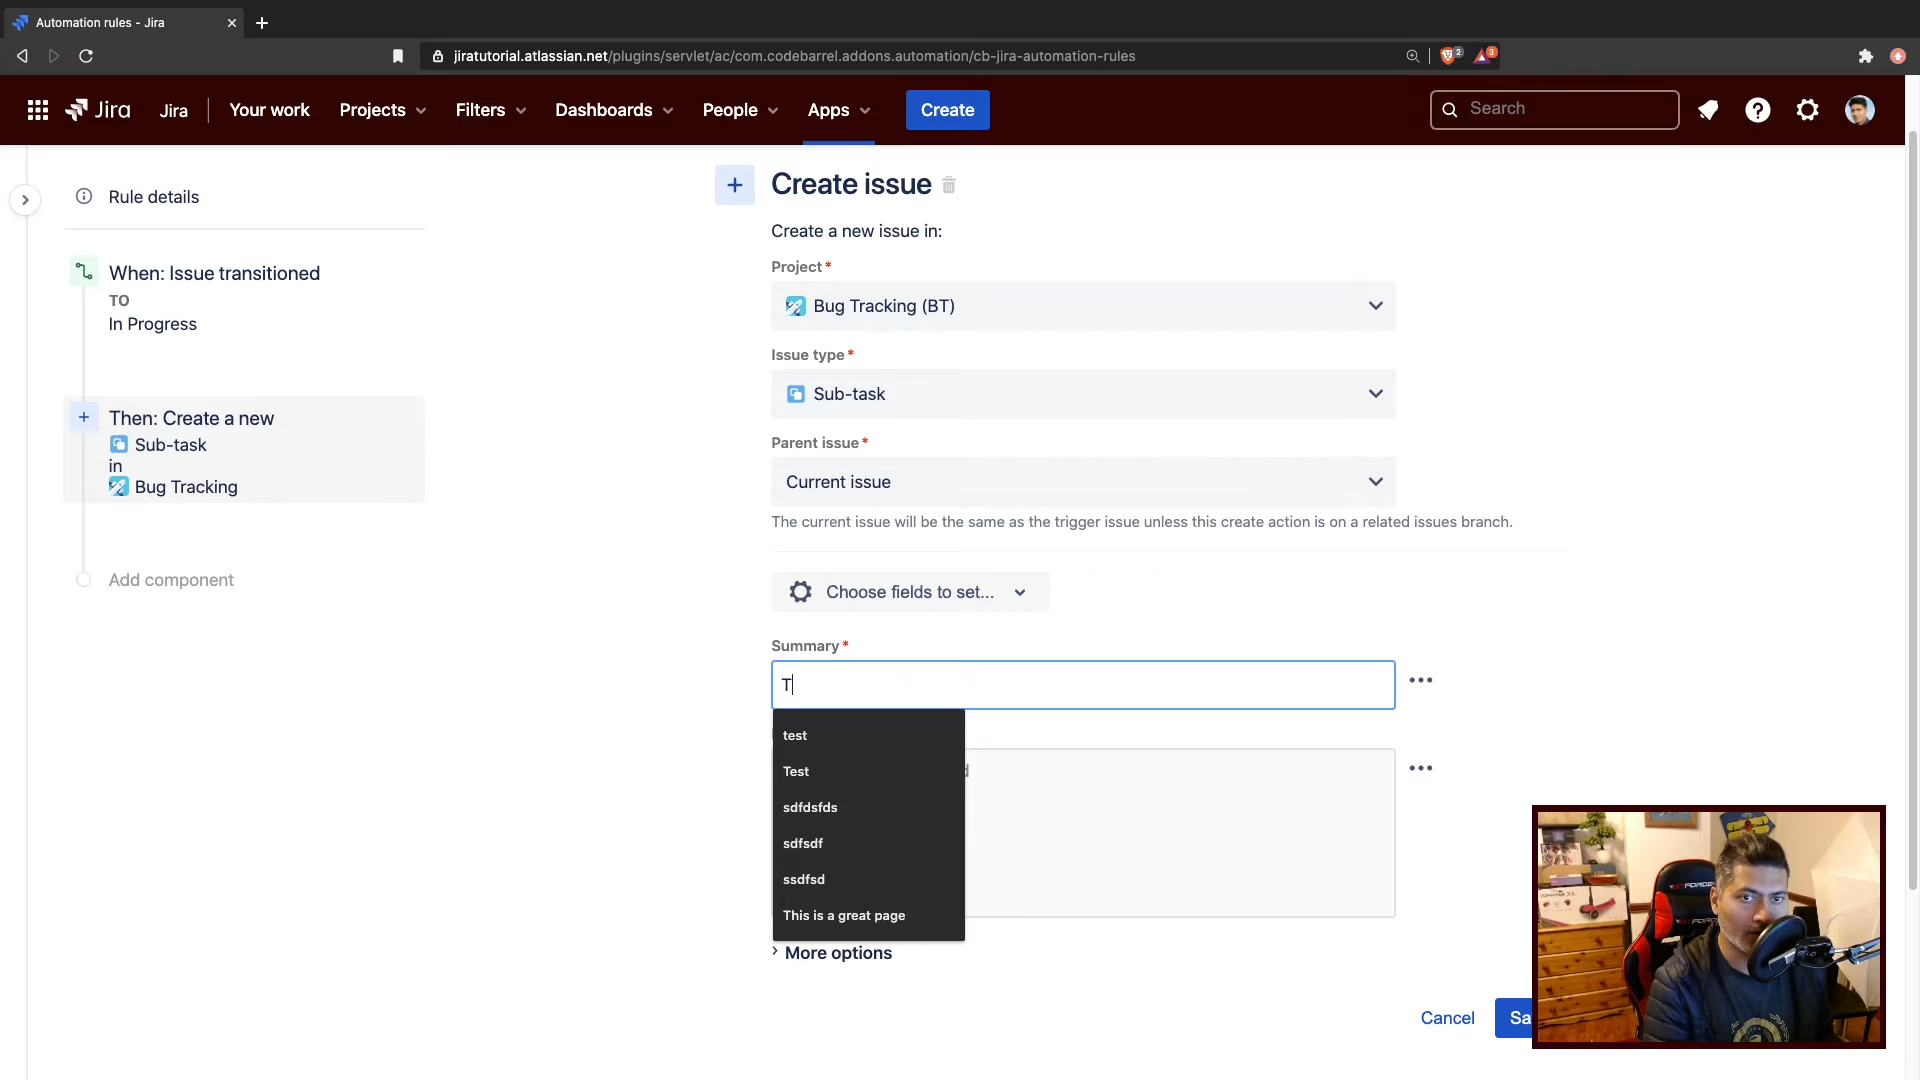 Automation rules - Jira
jiratutorial.atlassian.net/plugins/servlet/ac/com.codebarrel.addons.automation/cb-jira-automation-rules
2
3
Jira
Jira
Your work
Projects
Filters
Dashboards
People
Apps
Create
Search
Rule details
When: Issue transitioned
TO
In Progress
Then: Create a new
Sub-task
in
Bug Tracking
Add component
Create issue
Create a new issue in:
Project*
Bug Tracking (BT)
Issue type*
Sub-task
Parent issue*
Current issue
The current issue will be the same as the trigger issue unless this create action is on a related issues branch.
Choose fields to set...
Summary*
T
test
Test
sdfdsfds
sdfsdf
ssdfsd
This is a great page
More options
Cancel
Sa